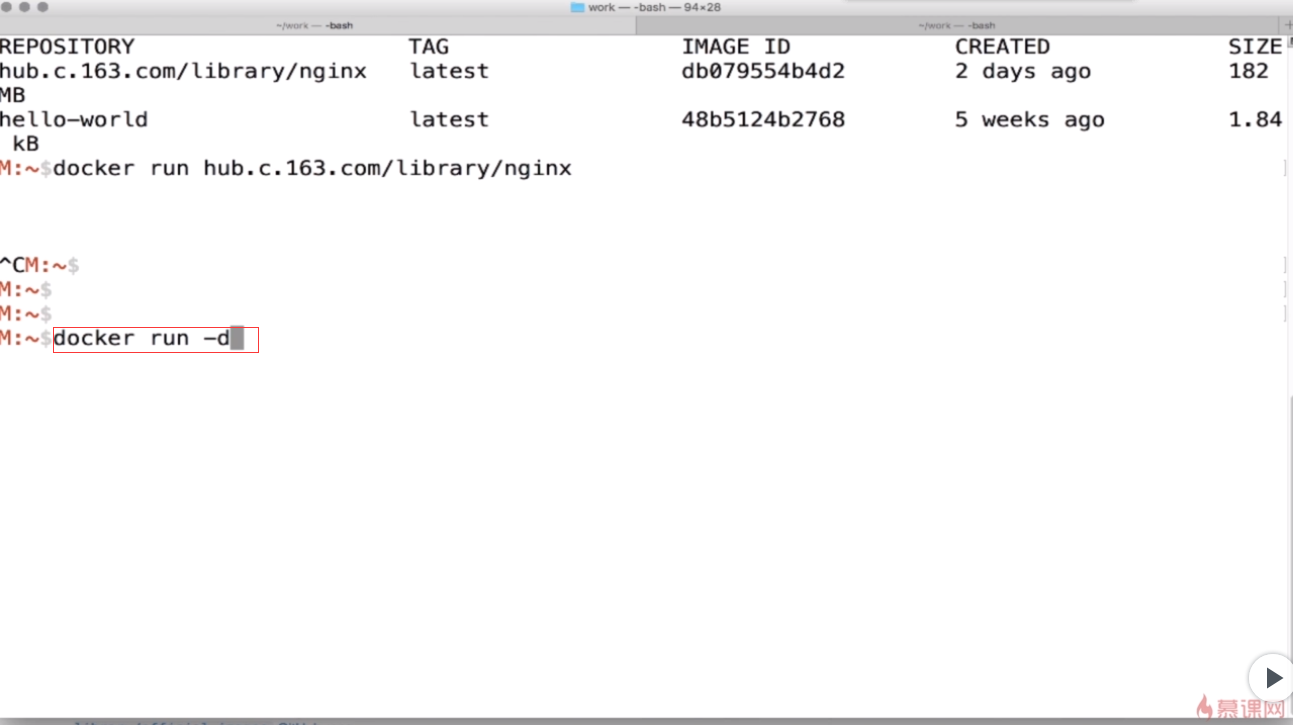 work — -bash — 94×28
~/work — -bash
~/work — -bash
REPOSITORY TAG IMAGE ID CREATED SIZE
hub.c.163.com/library/nginx latest db079554b4d2 2 days ago 182
MB
hello-world latest 48b5124b2768 5 weeks ago 1.84
kB
M:~$docker run hub.c.163.com/library/nginx
^CM:~$
M:~$
M:~$
M:~$docker run -d
慕课网